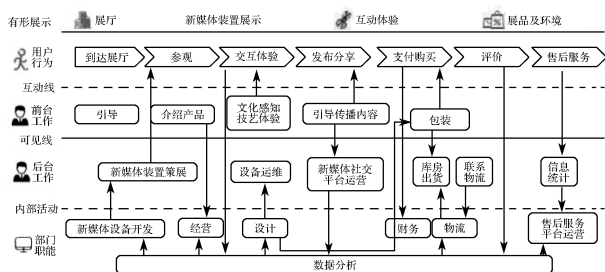 有形展示 展厅 新媒体装置展示 互动体验 展品及环境
用户
行为
到达展厅 参观 交互体验 发布分享 支付购买 评价 售后服务
互动线
前台
工作
引导 介绍产品
文化感知
技艺体验
引导传播内容 包装
可见线
后台
工作
新媒体装置策展 设备运维
新媒体社交
平台运营
库房
出货
联系
物流
信息
统计
内部活动
部门
职能
新媒体设备开发 经营 设计 财务 物流
售后服务
平台运营
数据分析